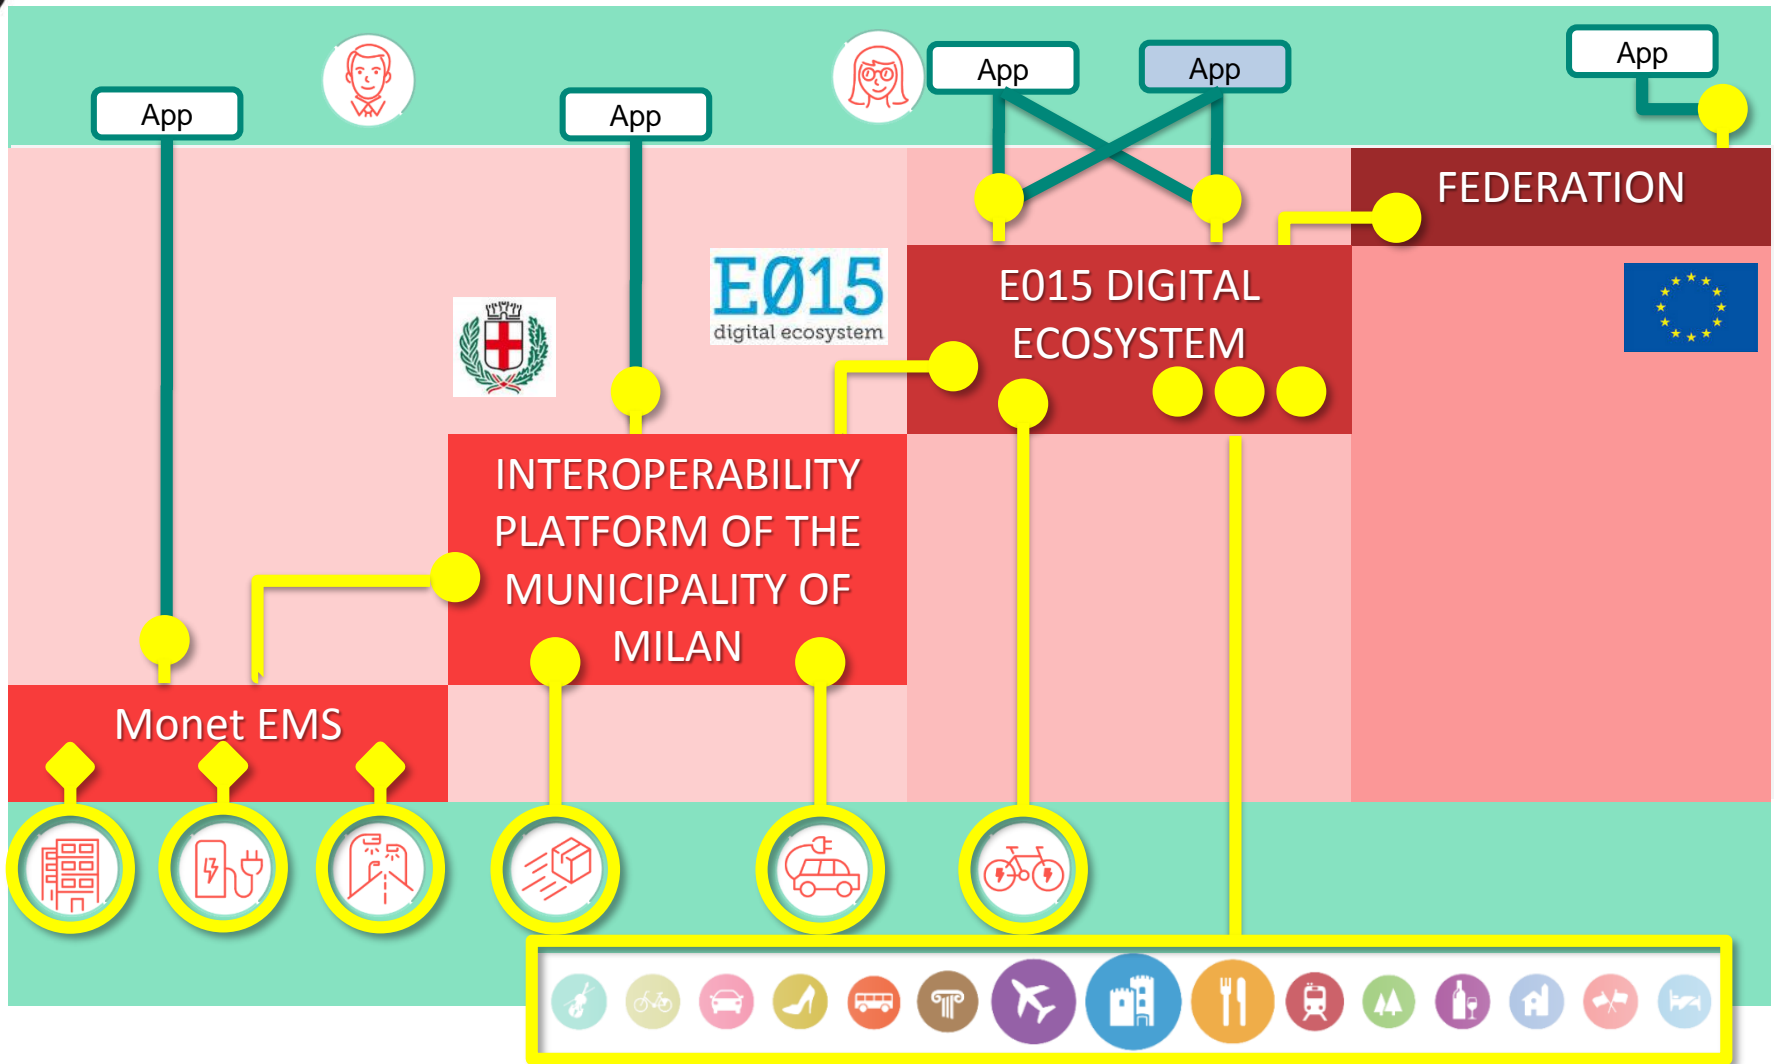 App
App
App
App
App
FEDERATION
E015 DIGITAL
ECOSYSTEM
EØ15
digital ecosystem
INTEROPERABILITY
PLATFORM OF THE
MUNICIPALITY OF
MILAN
Monet EMS